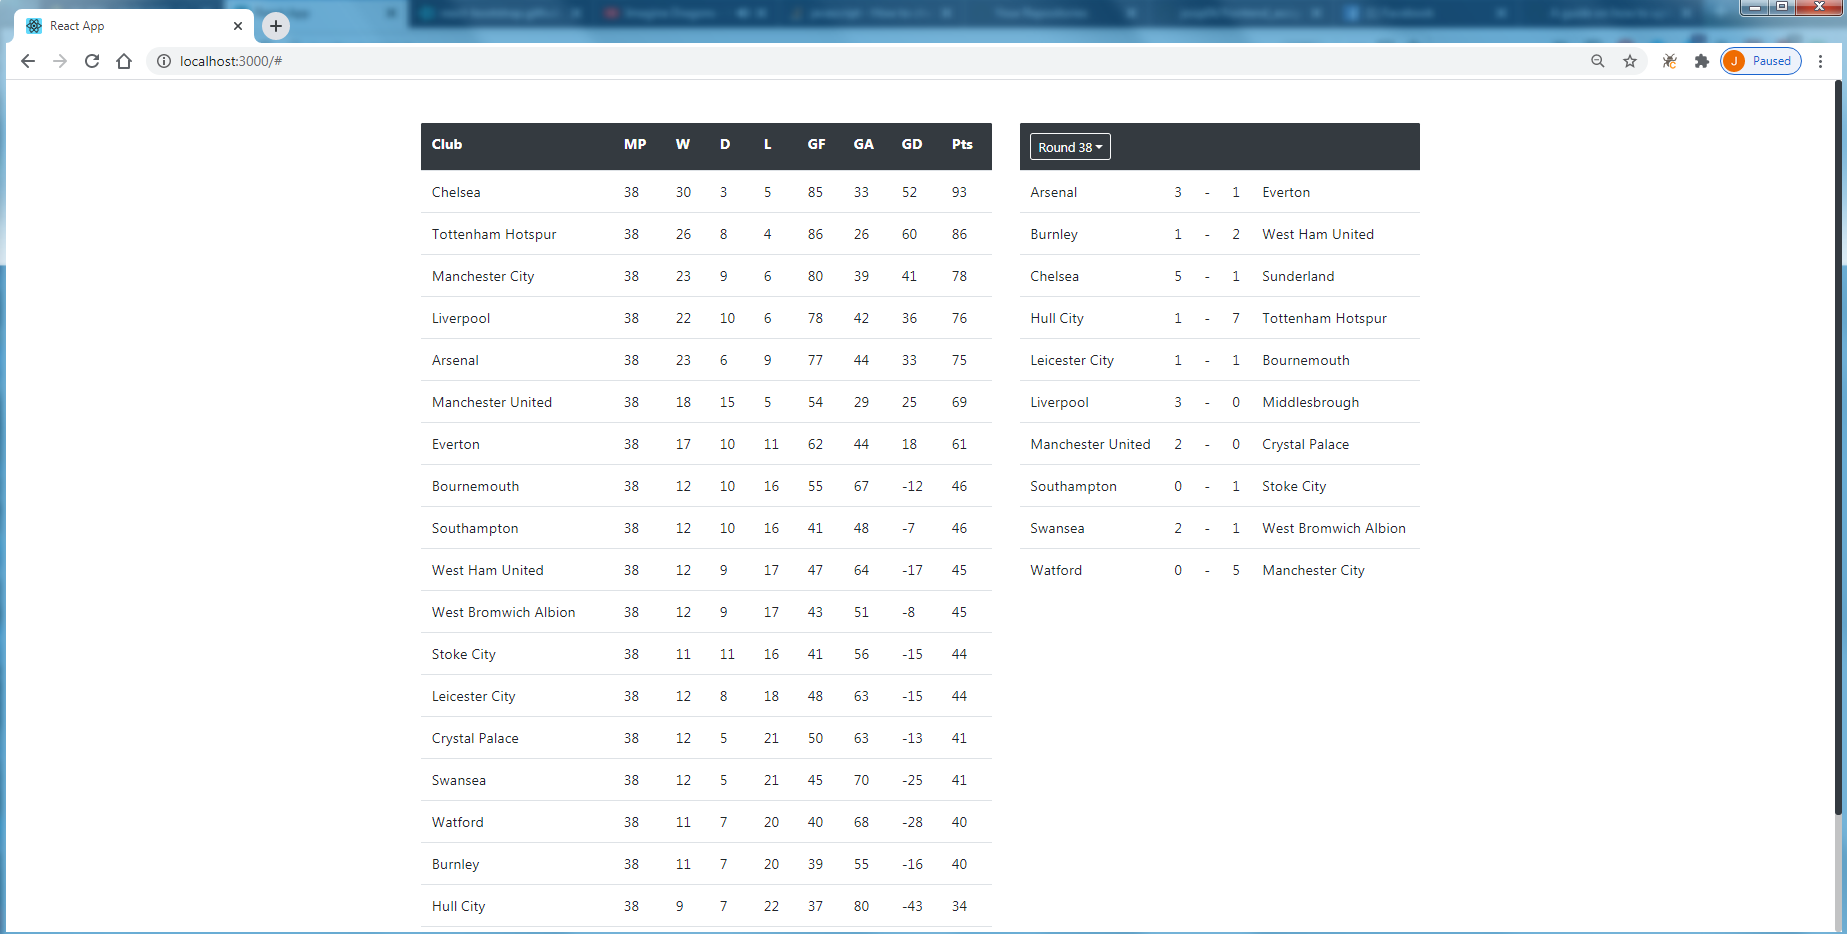 React App
localhost:3000/#
J Paused
Club MP W D L GF GA GD Pts
Chelsea 38 30 3 5 85 33 52 93
Tottenham Hotspur 38 26 8 4 86 26 60 86
Manchester City 38 23 9 6 80 39 41 78
Liverpool 38 22 10 6 78 42 36 76
Arsenal 38 23 6 9 77 44 33 75
Manchester United 38 18 15 5 54 29 25 69
Everton 38 17 10 11 62 44 18 61
Bournemouth 38 12 10 16 55 67 -12 46
Southampton 38 12 10 16 41 48 -7 46
West Ham United 38 12 9 17 47 64 -17 45
West Bromwich Albion 38 12 9 17 43 51 -8 45
Stoke City 38 11 11 16 41 56 -15 44
Leicester City 38 12 8 18 48 63 -15 44
Crystal Palace 38 12 5 21 50 63 -13 41
Swansea 38 12 5 21 45 70 -25 41
Watford 38 11 7 20 40 68 -28 40
Burnley 38 11 7 20 39 55 -16 40
Hull City 38 9 7 22 37 80 -43 34
Round 38
Arsenal 3 - 1 Everton
Burnley 1 - 2 West Ham United
Chelsea 5 - 1 Sunderland
Hull City 1 - 7 Tottenham Hotspur
Leicester City 1 - 1 Bournemouth
Liverpool 3 - 0 Middlesbrough
Manchester United 2 - 0 Crystal Palace
Southampton 0 - 1 Stoke City
Swansea 2 - 1 West Bromwich Albion
Watford 0 - 5 Manchester City